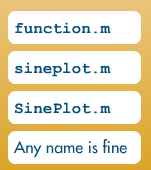 function.m
sineplot.m
SinePlot.m
Any name is fine